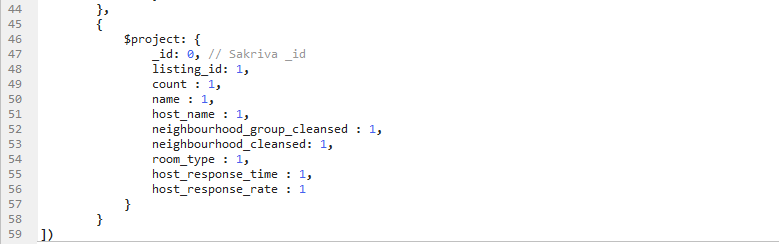 44        },
45        {
46            $project: {
47                _id: 0, // Sakriva _id
48                listing_id: 1,
49                count : 1,
50                name : 1,
51                host_name : 1,
52                neighbourhood_group_cleansed : 1,
53                neighbourhood_cleansed: 1,
54                room_type : 1,
55                host_response_time : 1,
56                host_response_rate : 1
57            }
58        }
59 ])